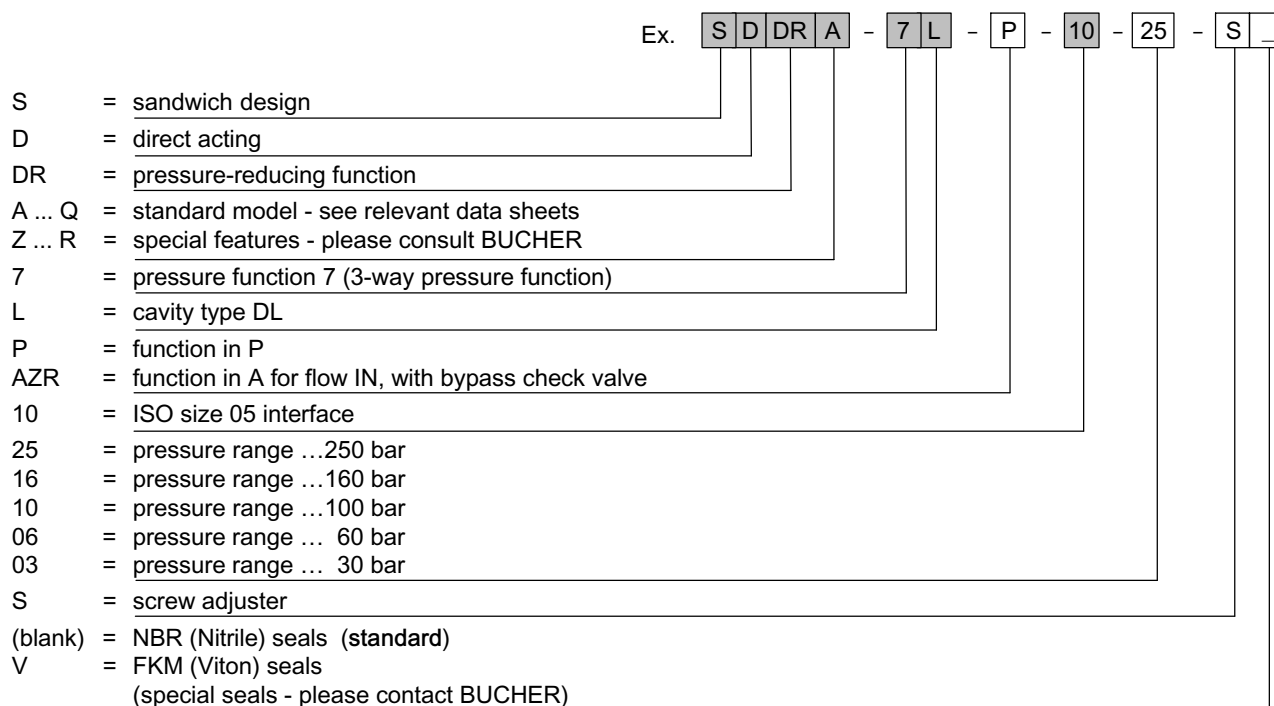 Ex. S D DR A - 7 L - P - 10 - 25 - S _
S = sandwich design
D = direct acting
DR = pressure-reducing function
A ... Q = standard model - see relevant data sheets
Z ... R = special features - please consult BUCHER
7 = pressure function 7 (3-way pressure function)
L = cavity type DL
P = function in P
AZR = function in A for flow IN, with bypass check valve
10 = ISO size 05 interface
25 = pressure range …250 bar
16 = pressure range …160 bar
10 = pressure range …100 bar
06 = pressure range … 60 bar
03 = pressure range … 30 bar
S = screw adjuster
(blank) = NBR (Nitrile) seals (standard)
V = FKM (Viton) seals
(special seals - please contact BUCHER)